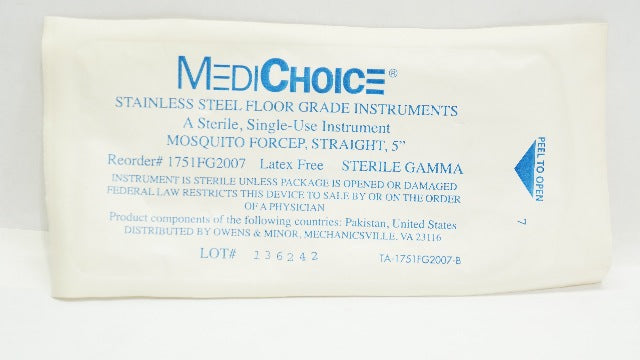 MEDICHOICE®
STAINLESS STEEL FLOOR GRADE INSTRUMENTS
A Sterile, Single-Use Instrument
MOSQUITO FORCEP, STRAIGHT, 5”
Reorder# 1751FG2007 Latex Free STERILE GAMMA
INSTRUMENT IS STERILE UNLESS PACKAGE IS OPENED OR DAMAGED
FEDERAL LAW RESTRICTS THIS DEVICE TO SALE BY OR ON THE ORDER
OF A PHYSICIAN
Product components of the following countries: Pakistan, United States
DISTRIBUTED BY OWENS & MINOR, MECHANICSVILLE, VA 23116
LOT# 136242
TA-1751FG2007-B
PEEL TO OPEN
7